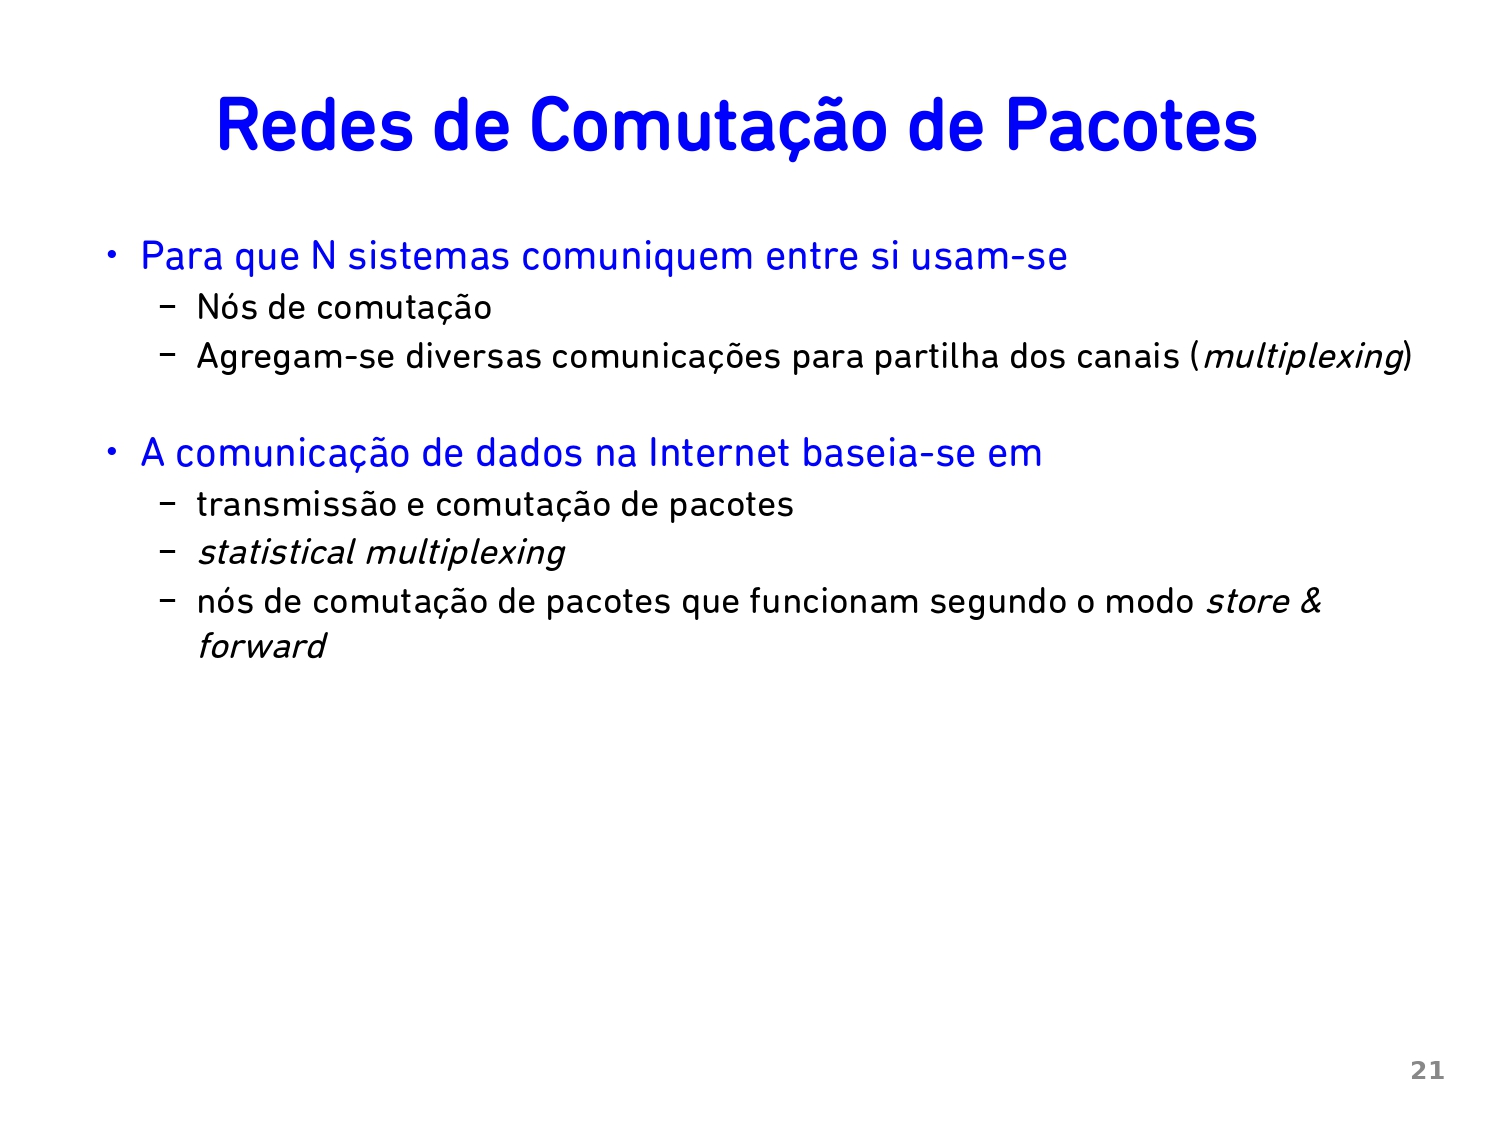 Redes de Comutação de Pacotes
• Para que N sistemas comuniquem entre si usam-se
– Nós de comutação
– Agregam-se diversas comunicações para partilha dos canais (multiplexing)
• A comunicação de dados na Internet baseia-se em
– transmissão e comutação de pacotes
– statistical multiplexing
– nós de comutação de pacotes que funcionam segundo o modo store &
forward
21